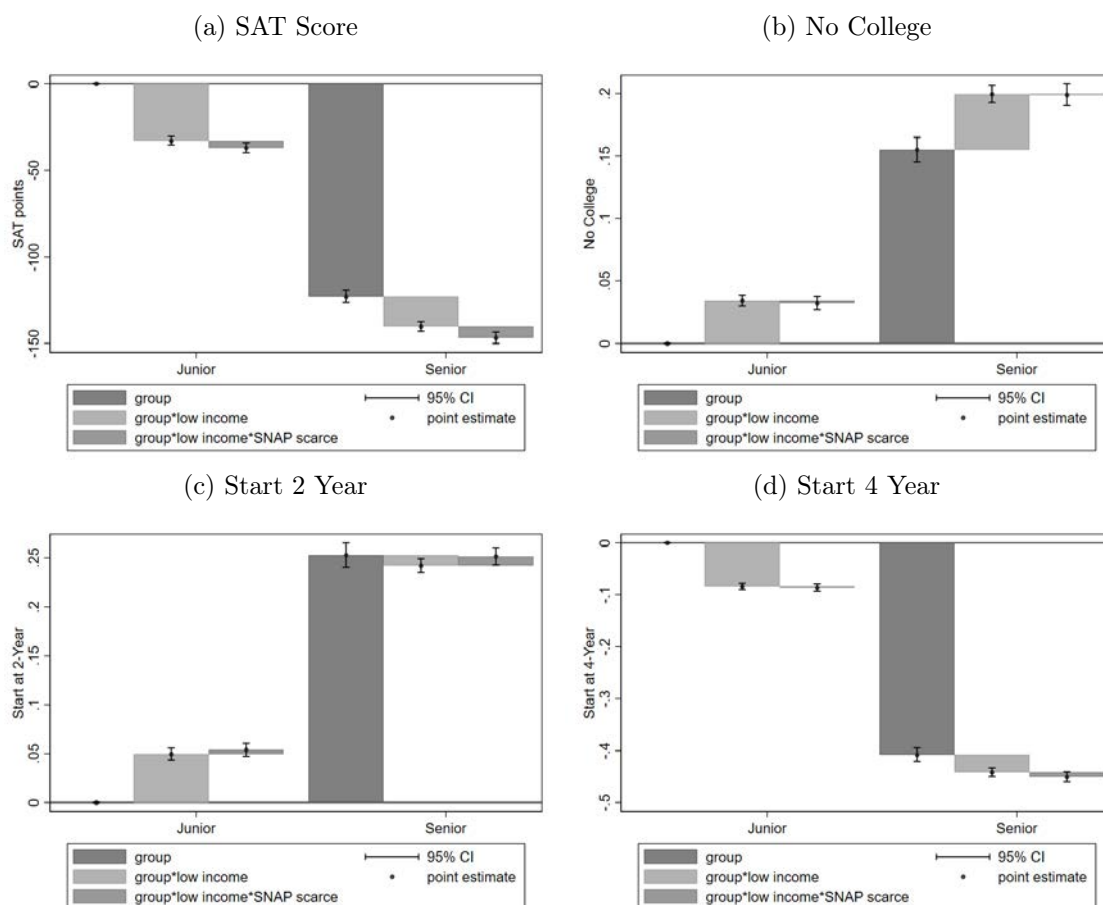 (a) SAT Score
(b) No College
0
-50
-100
-150
SAT points
Junior
Senior
group
group*low income
group*low income*SNAP scarce
95% CI
point estimate
.2
.15
.1
.05
0
No College
Junior
Senior
group
group*low income
group*low income*SNAP scarce
95% CI
point estimate
(c) Start 2 Year
(d) Start 4 Year
.25
.2
.15
.1
.05
0
Start at 2-Year
Junior
Senior
group
group*low income
group*low income*SNAP scarce
95% CI
point estimate
0
-.1
-.2
-.3
-.4
-.5
Start at 4-Year
Junior
Senior
group
group*low income
group*low income*SNAP scarce
95% CI
point estimate